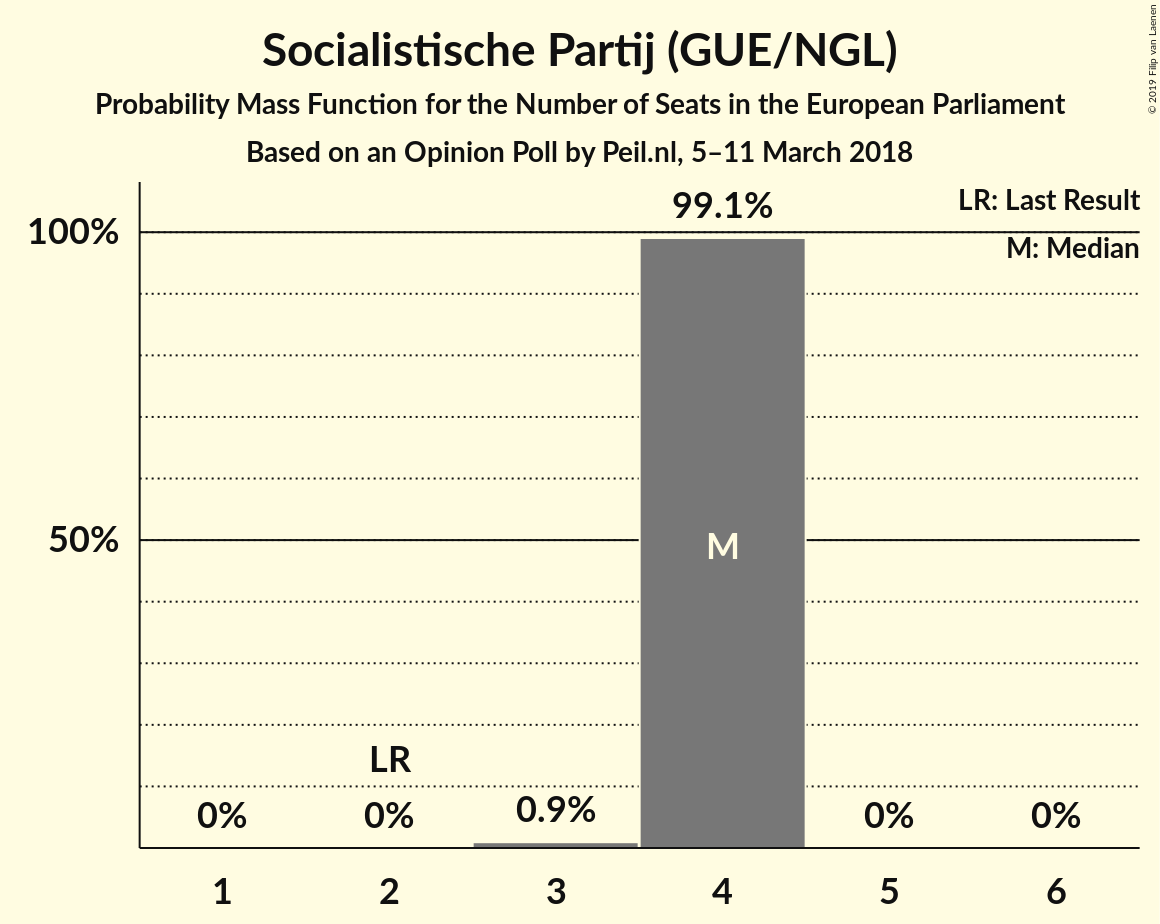 Socialistische Partij (GUE/NGL)
Probability Mass Function for the Number of Seats in the European Parliament
Based on an Opinion Poll by Peil.nl, 5–11 March 2018
© 2019 Filip van Laenen
LR: Last Result
M: Median
99.1%
100%
50%
M
LR
0%
0%
0.9%
0%
0%
1
2
3
4
5
6